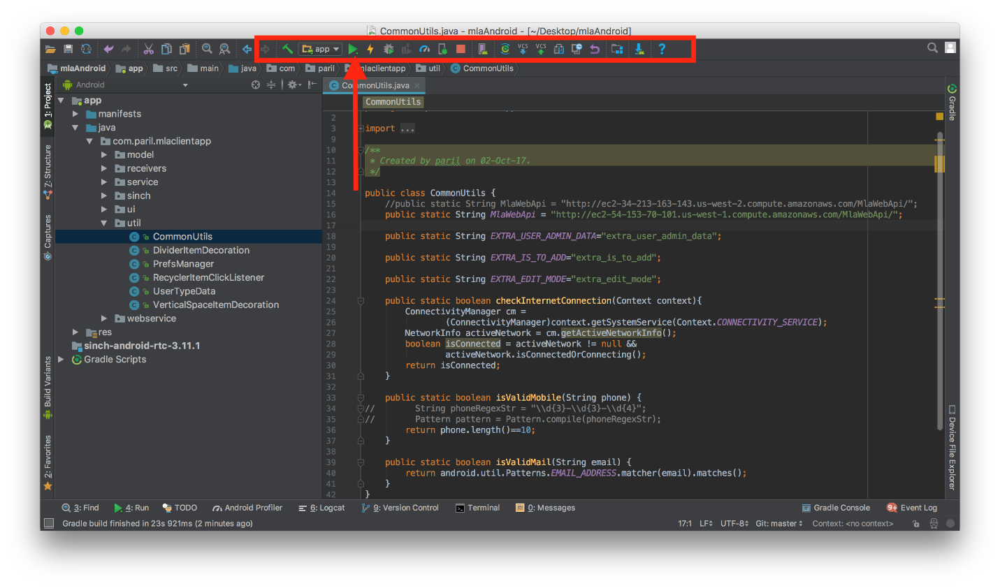 CommonUtils.java - mlaAndroid - [~/Desktop/mlaAndroid]
app
VCS VCS
?
mlaAndroid app src main java com paril mlaclientapp util CommonUtils
Android
CommonUtils.java
1: Project
Z: Structure
Captures
Build Variants
2: Favorites
app
manifests
java
com.paril.mlaclientapp
model
receivers
service
sinch
ui
util
CommonUtils
DividerItemDecoration
PrefsManager
RecyclerItemClickListener
UserTypeData
VerticalSpaceItemDecoration
webservice
res
sinch-android-rtc-3.11.1
Gradle Scripts
CommonUtils
2
3 import ...
9
10 /**
11 * Created by paril on 02-Oct-17.
12 */
13
14 public class CommonUtils {
15 //public static String MlaWebApi = "http://ec2-34-213-163-143.us-west-2.compute.amazonaws.com/MlaWebApi/";
16 public static String MlaWebApi = "http://ec2-54-153-70-101.us-west-1.compute.amazonaws.com/MlaWebApi/";
17
18 public static String EXTRA_USER_ADMIN_DATA="extra_user_admin_data";
19
20 public static String EXTRA_IS_TO_ADD="extra_is_to_add";
21
22 public static String EXTRA_EDIT_MODE="extra_edit_mode";
23
24 public static boolean checkInternetConnection(Context context){
25 ConnectivityManager cm =
26 (ConnectivityManager)context.getSystemService(Context.CONNECTIVITY_SERVICE);
27 NetworkInfo activeNetwork = cm.getActiveNetworkInfo();
28 boolean isConnected = activeNetwork != null &&
29 activeNetwork.isConnectedOrConnecting();
30 return isConnected;
31 }
32
33 public static boolean isValidMobile(String phone) {
34 // String phoneRegexStr = "\\d{3}-\\d{3}-\\d{4}";
35 // Pattern pattern = Pattern.compile(phoneRegexStr);
36 return phone.length()==10;
37 }
38
39 public static boolean isValidMail(String email) {
40 return android.util.Patterns.EMAIL_ADDRESS.matcher(email).matches();
41 }
42 }
Gradle
Device File Explorer
3: Find 4: Run TODO Android Profiler 6: Logcat 9: Version Control Terminal 0: Messages Gradle Console 9+ Event Log
Gradle build finished in 23s 921ms (2 minutes ago) 17:1 LF UTF-8 Git: master Context: <no context>